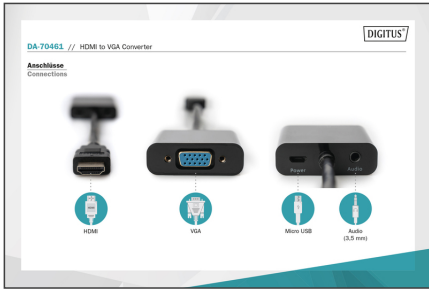 DIGITUS®
DA-70461 // HDMI to VGA Converter
Anschlüsse
Connections
Power
Audio
HDMI
VGA
Micro USB
Audio
(3,5 mm)